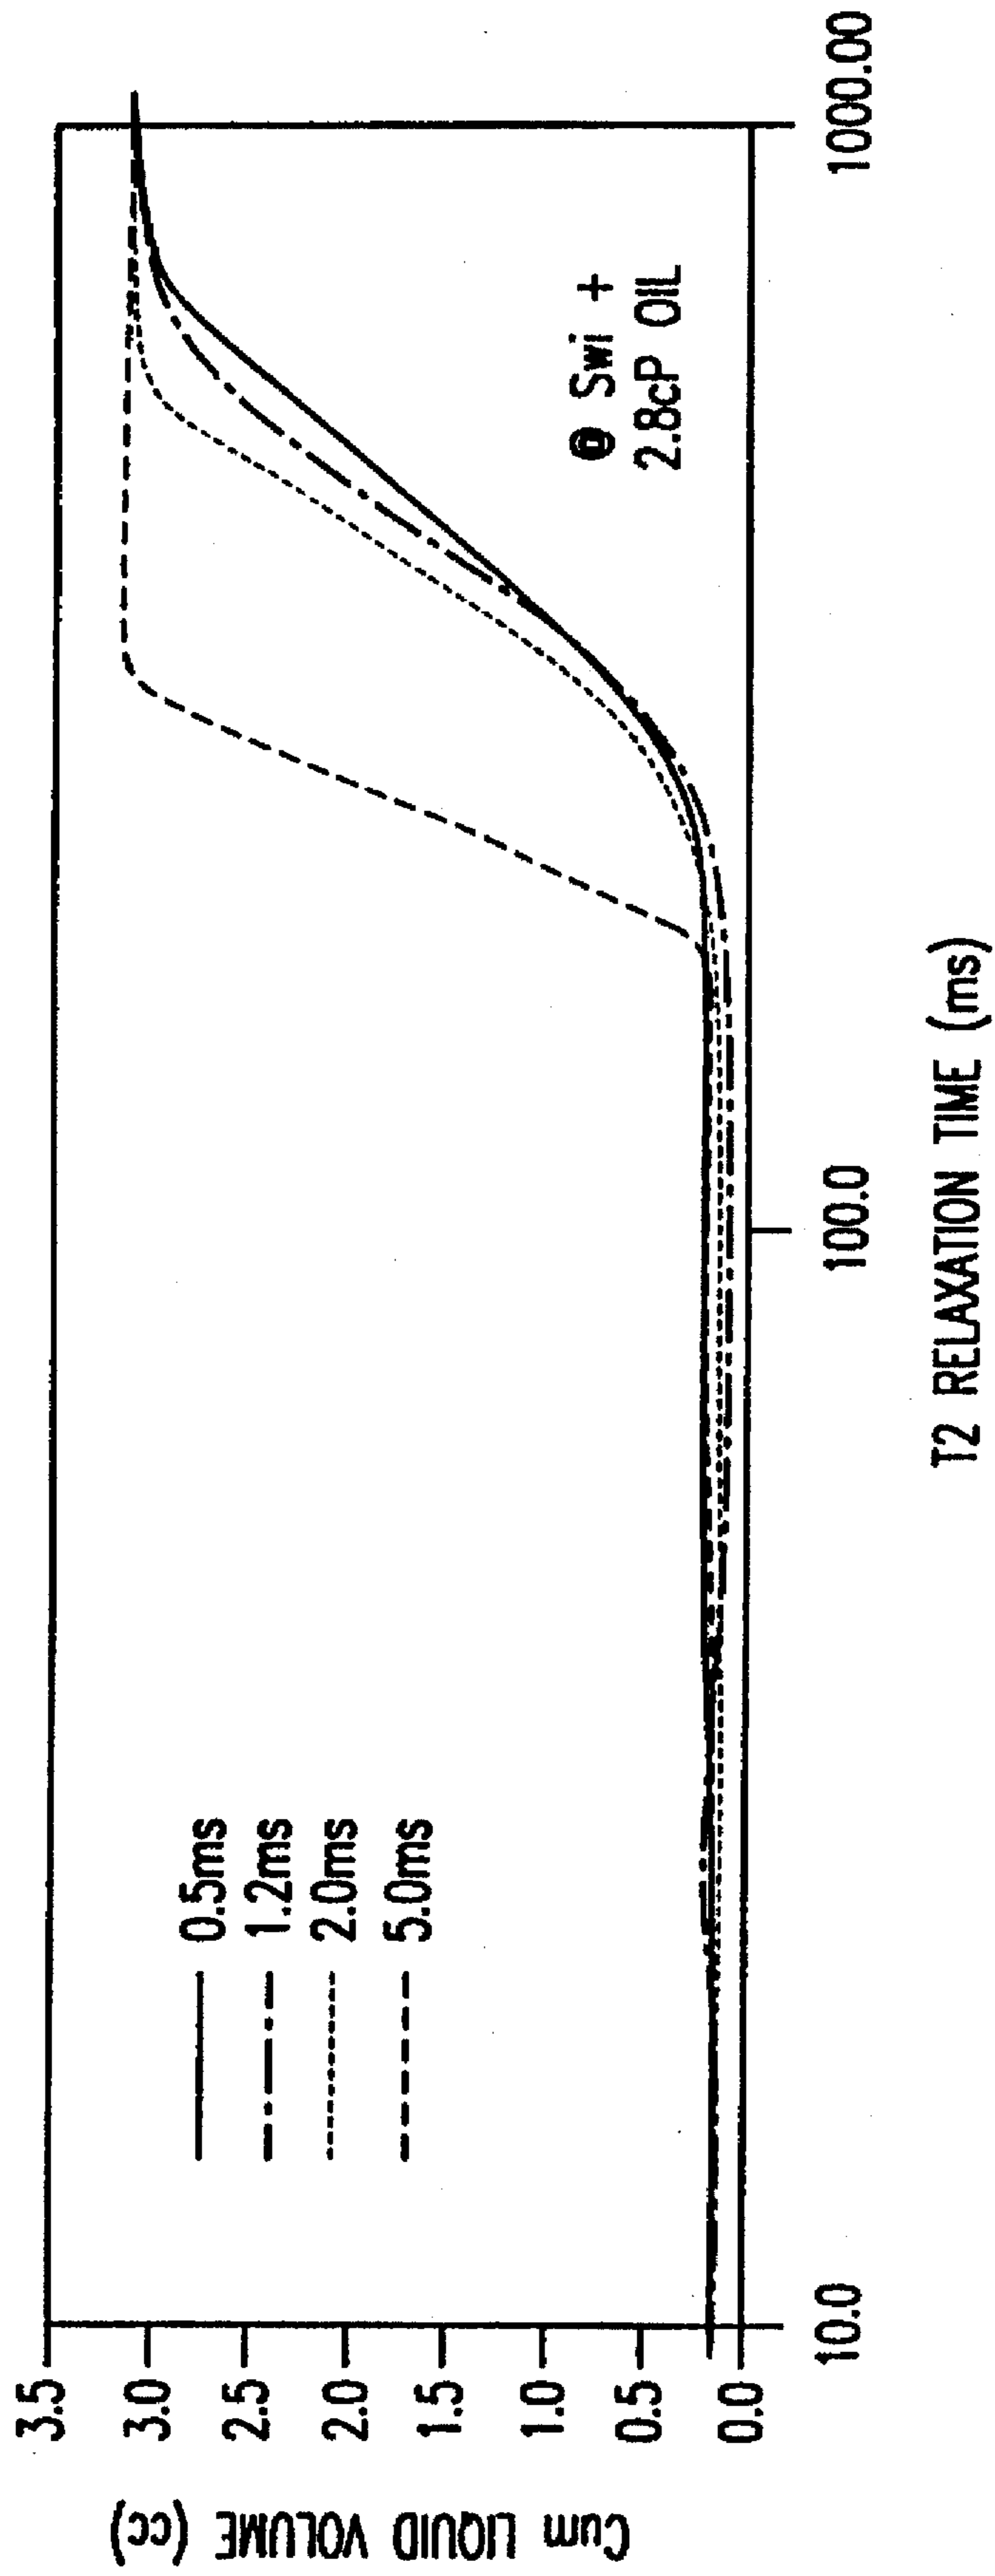 Cum LIQUID VOLUME (cc)
3.5
3.0
2.5
2.0
1.5
1.0
0.5
0.0
0.5ms
1.2ms
2.0ms
5.0ms
@ Swi +
2.8cP OIL
10.0
100.0
1000.00
T2 RELAXATION TIME (ms)